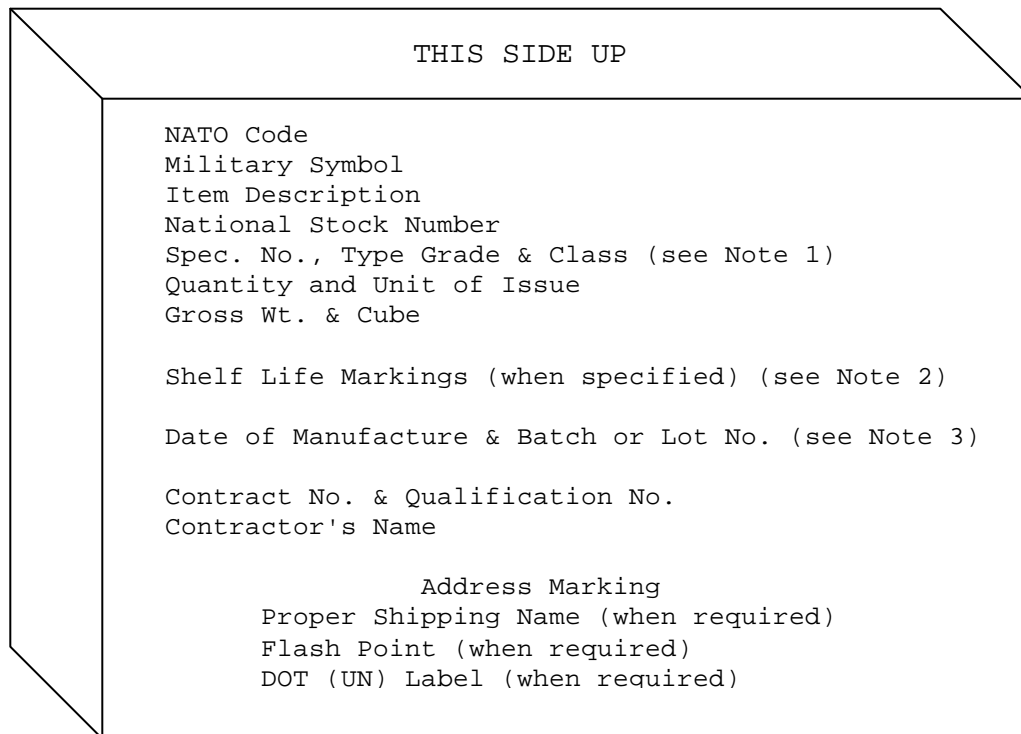 THIS SIDE UP
NATO Code
Military Symbol
Item Description
National Stock Number
Spec. No., Type Grade & Class (see Note 1)
Quantity and Unit of Issue
Gross Wt. & Cube
Shelf Life Markings (when specified) (see Note 2)
Date of Manufacture & Batch or Lot No. (see Note 3)
Contract No. & Qualification No.
Contractor's Name
Address Marking
Proper Shipping Name (when required)
Flash Point (when required)
DOT (UN) Label (when required)